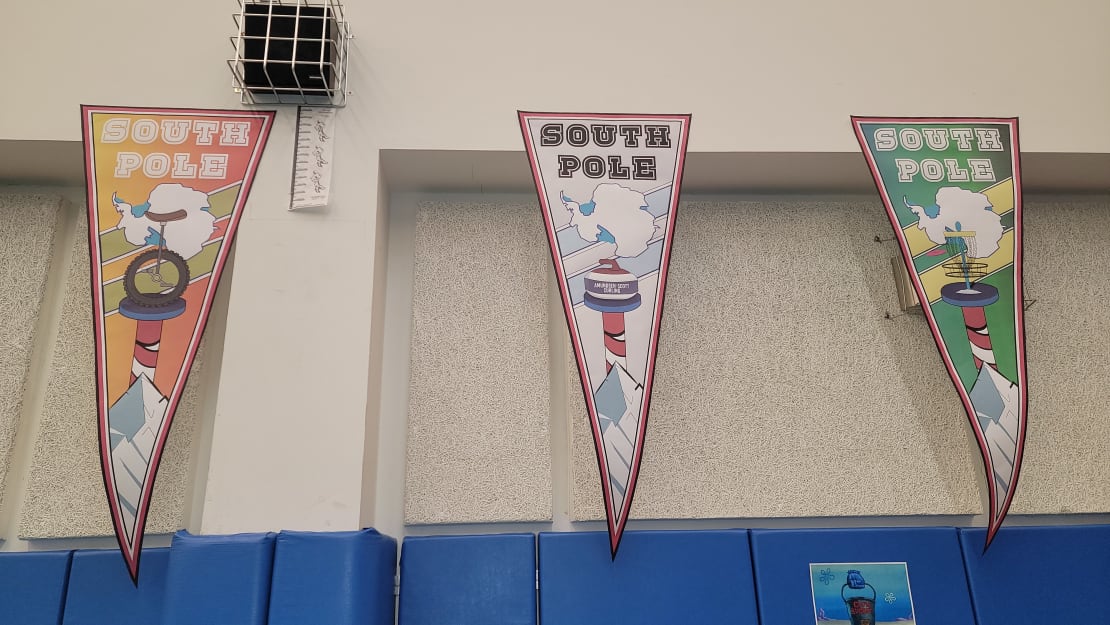 SOUTH
POLE
SOUTH
POLE
AMUNDSEN-SCOTT
CURLING
SOUTH
POLE